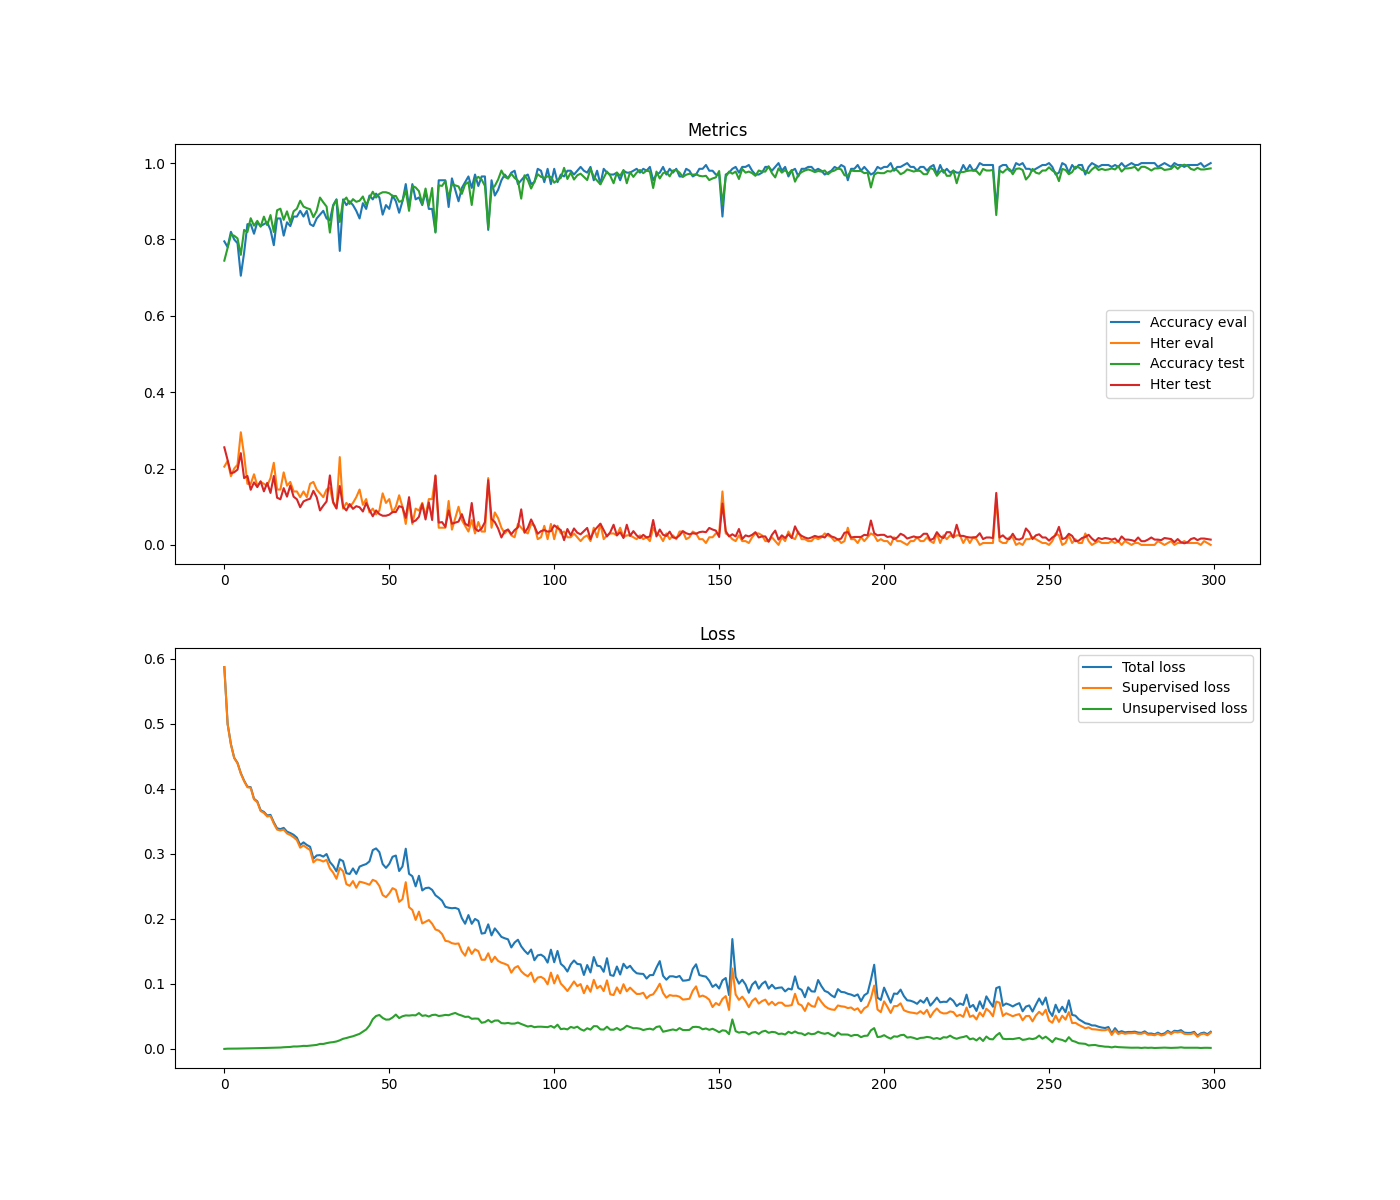 Metrics
1.0
0.8
0.6
0.4
0.2
0.0
Accuracy eval
Hter eval
Accuracy test
Hter test
0 50 100 150 200 250 300
Loss
0.6
0.5
0.4
0.3
0.2
0.1
0.0
Total loss
Supervised loss
Unsupervised loss
0 50 100 150 200 250 300